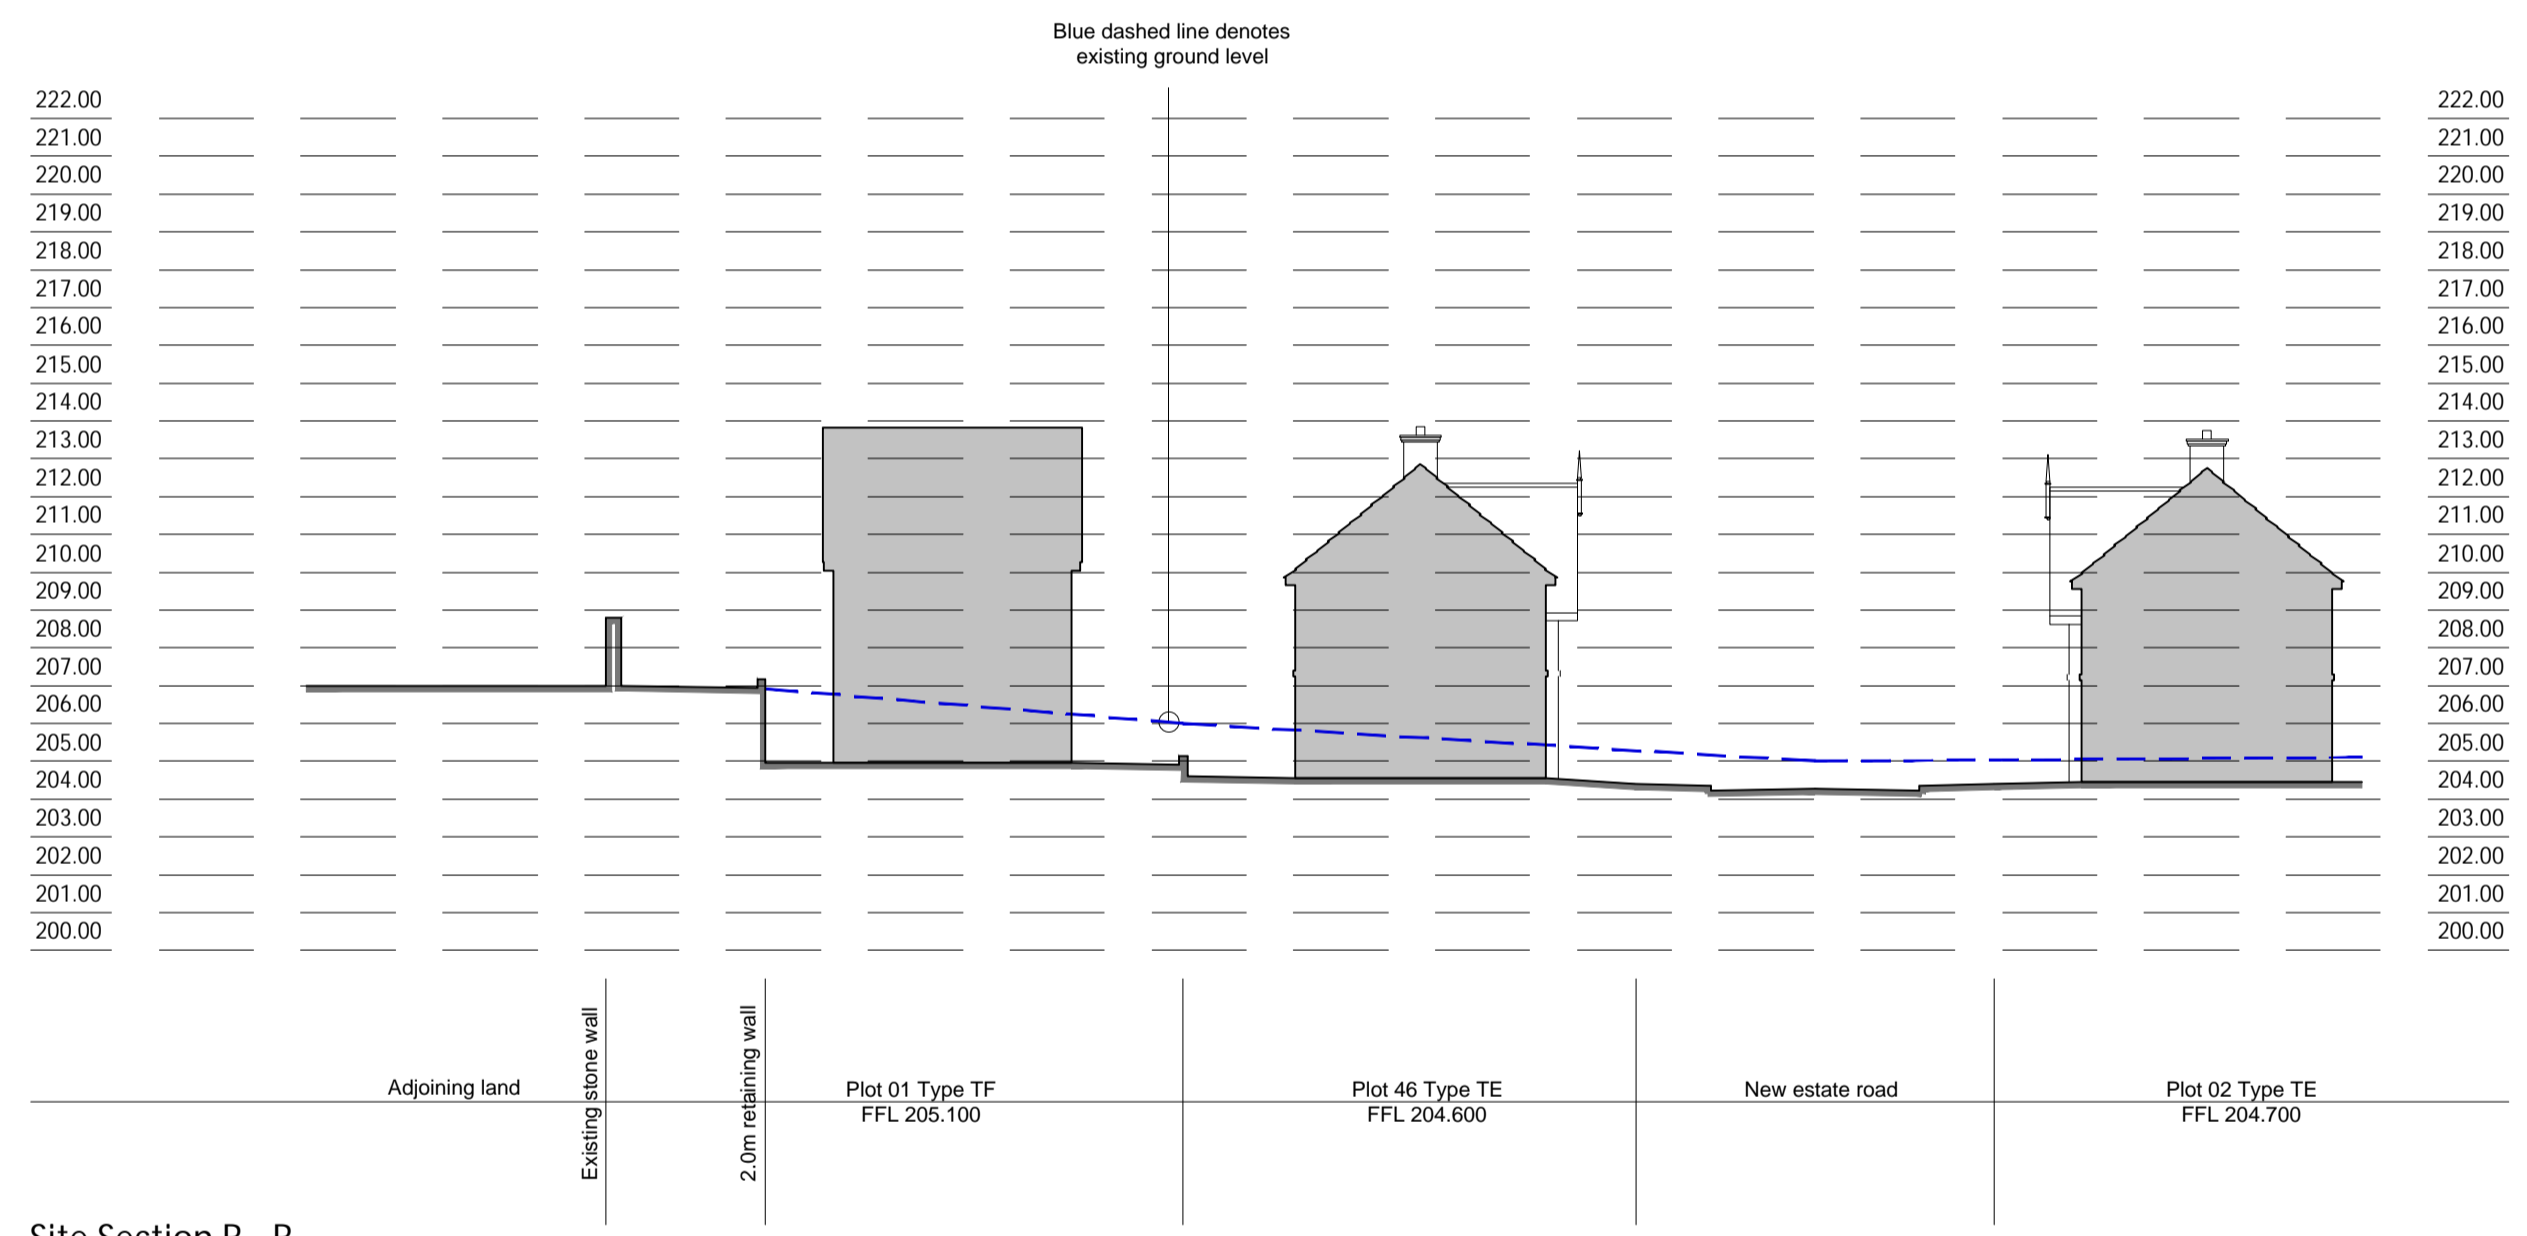 Blue dashed line denotes
existing ground level
222.00 222.00
221.00 221.00
220.00 220.00
219.00 219.00
218.00 218.00
217.00 217.00
216.00 216.00
215.00 215.00
214.00 214.00
213.00 213.00
212.00 212.00
211.00 211.00
210.00 210.00
209.00 209.00
208.00 208.00
207.00 207.00
206.00 206.00
205.00 205.00
204.00 204.00
203.00 203.00
202.00 202.00
201.00 201.00
200.00 200.00
Adjoining land
Existing stone wall
2.0m retaining wall
Plot 01 Type TF
FFL 205.100
Plot 46 Type TE
FFL 204.600
New estate road
Plot 02 Type TE
FFL 204.700
Site Section